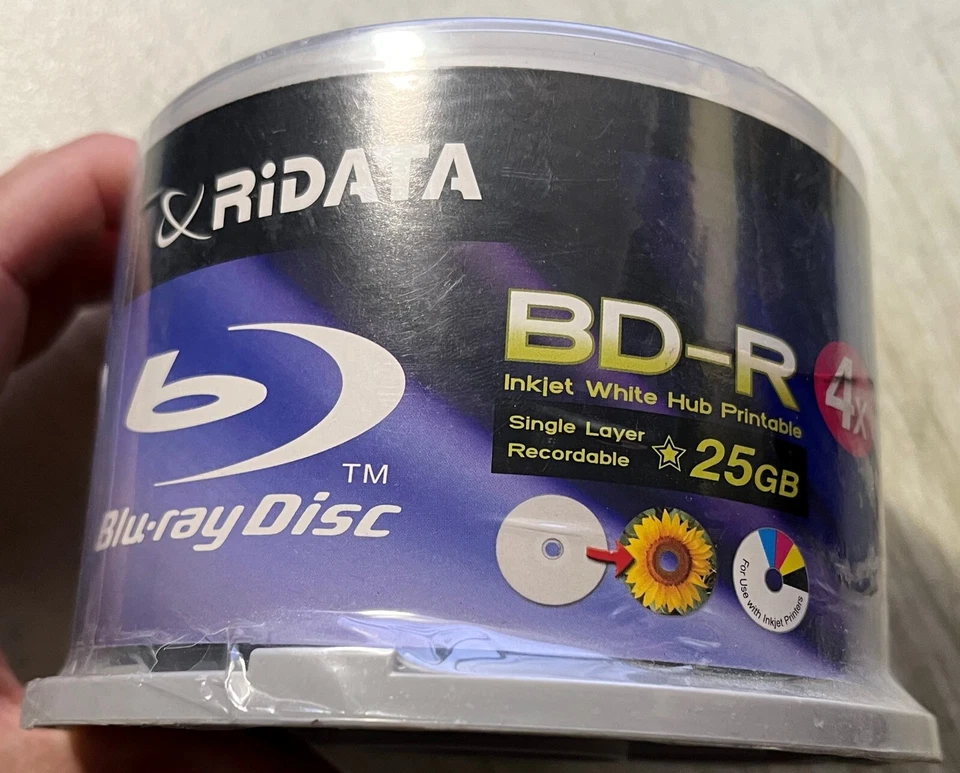 RiDATA
BD-R
4x
Inkjet White Hub Printable
Single Layer
Recordable
25GB
TM
Blu-ray Disc
For Use with Inkjet Printers